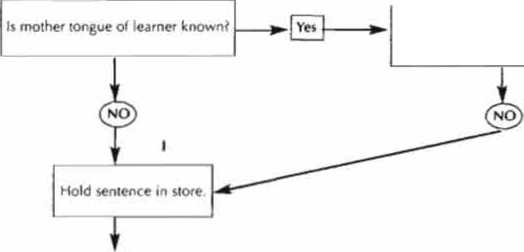 Is mother tongue of learner known?
Yes
NO
NO
Hold sentence in store.